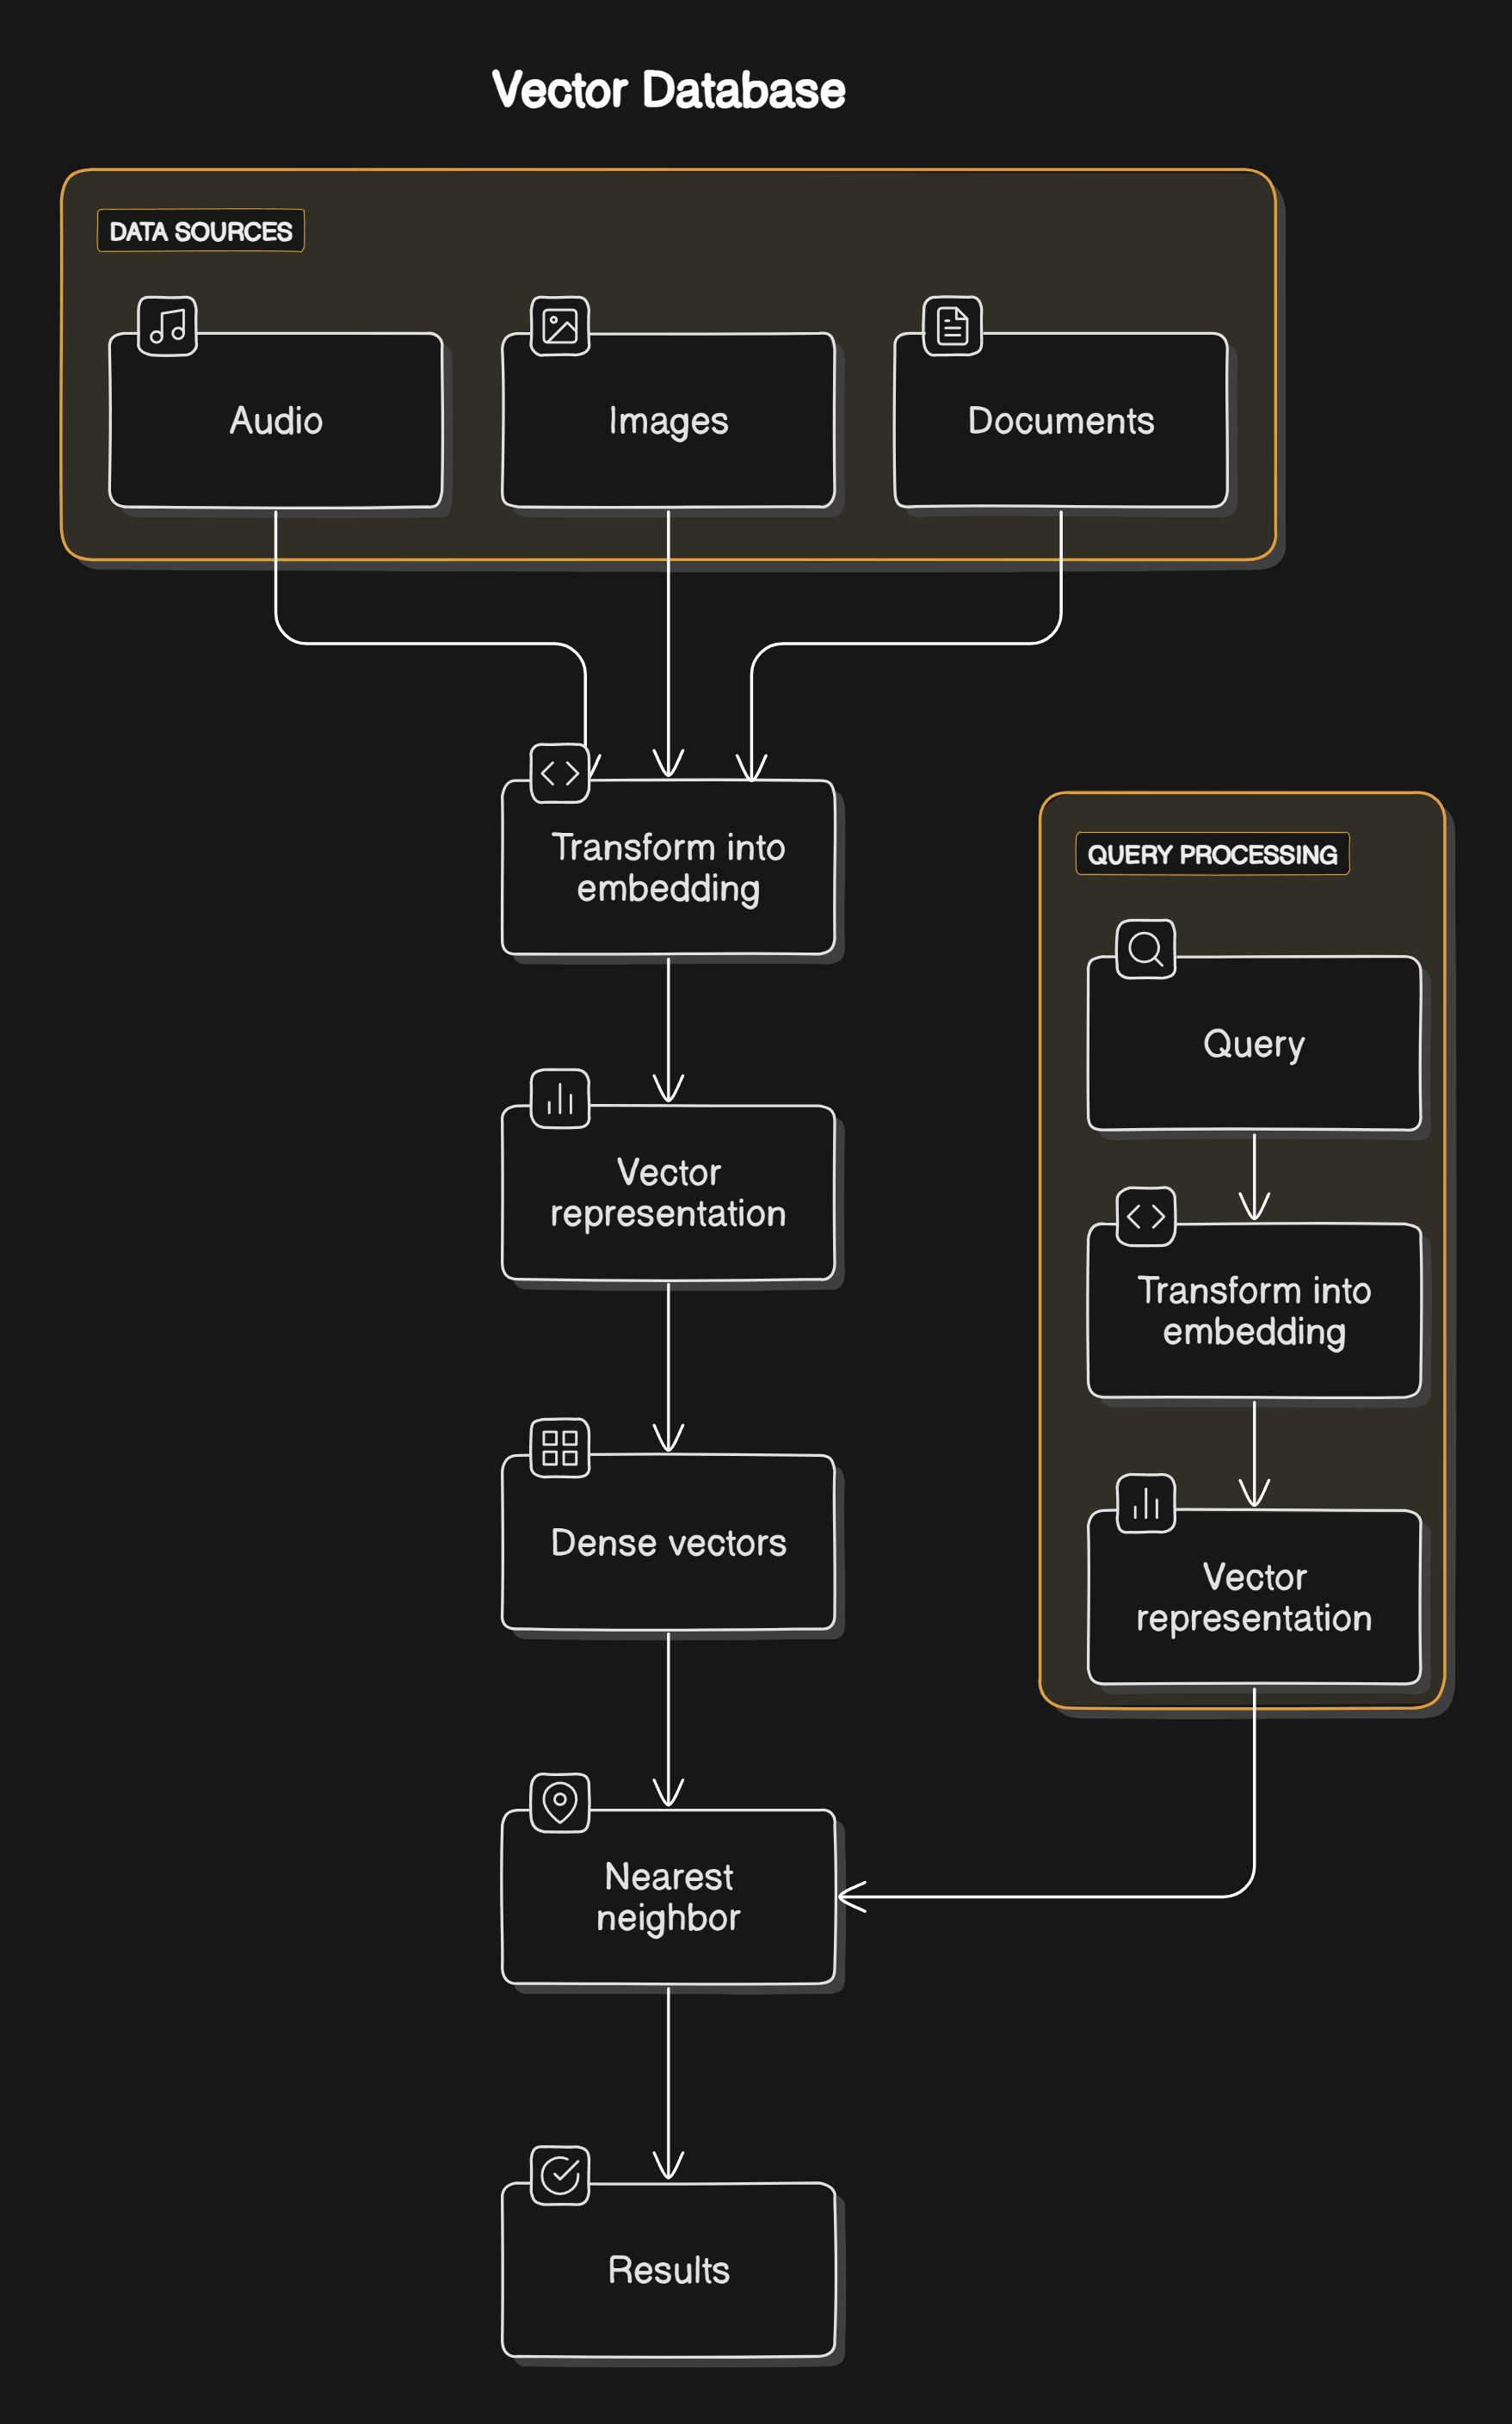 Vector Database
DATA SOURCES
Audio
Images
Documents
Transform into
embedding
Vector
representation
Dense vectors
Nearest
neighbor
Results
QUERY PROCESSING
Query
Transform into
embedding
Vector
representation